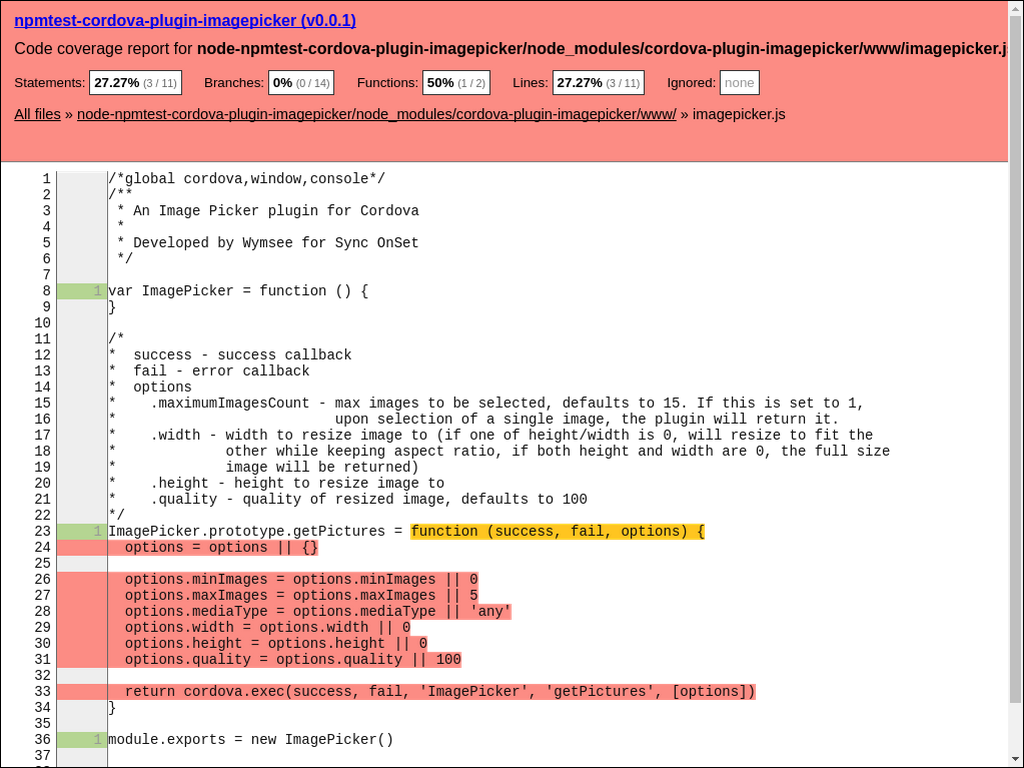 npmtest-cordova-plugin-imagepicker (v0.0.1)
Code coverage report for node-npmtest-cordova-plugin-imagepicker/node_modules/cordova-plugin-imagepicker/www/imagepicker.j
Statements: 27.27% (3 / 11) Branches: 0% (0 / 14) Functions: 50% (1 / 2) Lines: 27.27% (3 / 11) Ignored: none
All files » node-npmtest-cordova-plugin-imagepicker/node_modules/cordova-plugin-imagepicker/www/ » imagepicker.js
1 /*global cordova,window,console*/
2 /**
3  * An Image Picker plugin for Cordova
4  *
5  * Developed by Wymsee for Sync OnSet
6  */
7
8 1 var ImagePicker = function () {
9 }
10
11 /*
12 *  success - success callback
13 *  fail - error callback
14 *  options
15 *    .maximumImagesCount - max images to be selected, defaults to 15. If this is set to 1,
16 *                          upon selection of a single image, the plugin will return it.
17 *    .width - width to resize image to (if one of height/width is 0, will resize to fit the
18 *             other while keeping aspect ratio, if both height and width are 0, the full size
19 *             image will be returned)
20 *    .height - height to resize image to
21 *    .quality - quality of resized image, defaults to 100
22 */
23 1 ImagePicker.prototype.getPictures = function (success, fail, options) {
24   options = options || {}
25
26   options.minImages = options.minImages || 0
27   options.maxImages = options.maxImages || 5
28   options.mediaType = options.mediaType || 'any'
29   options.width = options.width || 0
30   options.height = options.height || 0
31   options.quality = options.quality || 100
32
33   return cordova.exec(success, fail, 'ImagePicker', 'getPictures', [options])
34 }
35
36 1 module.exports = new ImagePicker()
37